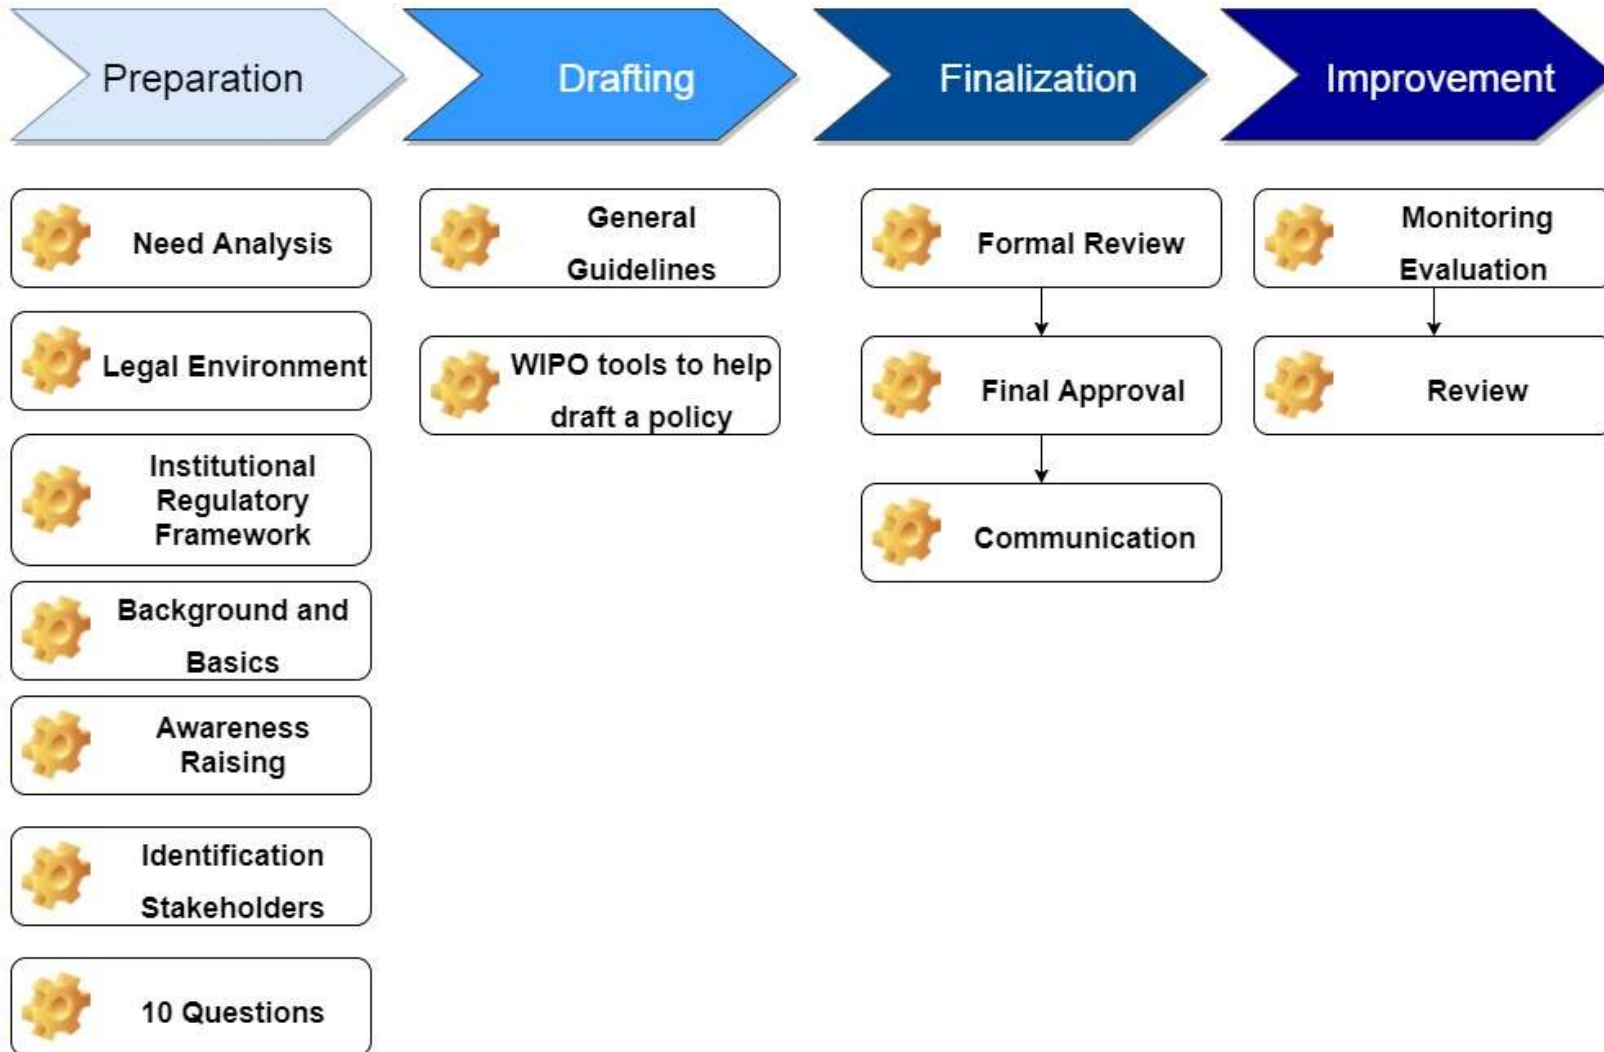 Preparation
Drafting
Finalization
Improvement
Need Analysis
Legal Environment
Institutional
Regulatory
Framework
Background and
Basics
Awareness
Raising
Identification
Stakeholders
10 Questions
General
Guidelines
WIPO tools to help
draft a policy
Formal Review
Final Approval
Communication
Monitoring
Evaluation
Review